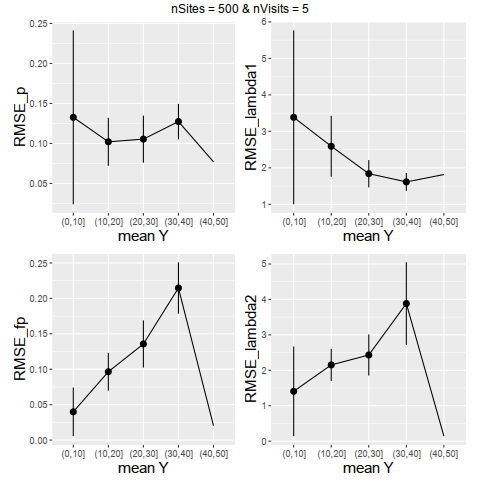 nSites = 500 & nVisits = 5
RMSE_p
0.25
0.20
0.15
0.10
0.05
(0,10] (10,20] (20,30] (30,40] (40,50]
mean Y
RMSE_lambda1
6
5
4
3
2
1
(0,10] (10,20] (20,30] (30,40] (40,50]
mean Y
RMSE_fp
0.25
0.20
0.15
0.10
0.05
0.00
(0,10] (10,20] (20,30] (30,40] (40,50]
mean Y
RMSE_lambda2
5
4
3
2
1
0
(0,10] (10,20] (20,30] (30,40] (40,50]
mean Y